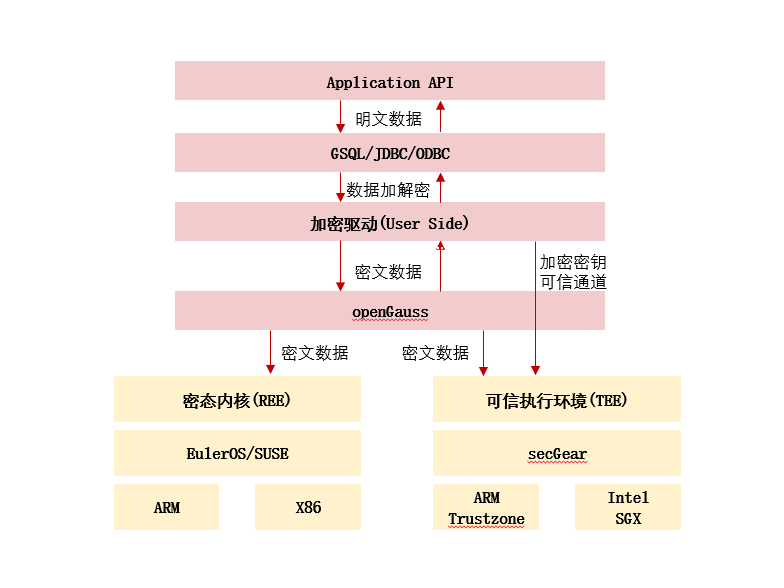 Application API
明文数据
GSQL/JDBC/ODBC
数据加解密
加密驱动(User Side)
加密密钥
可信通道
密文数据
openGauss
密文数据
密文数据
密态内核(REE)
可信执行环境(TEE)
EulerOS/SUSE
secGear
ARM
X86
ARM
Trustzone
Intel
SGX